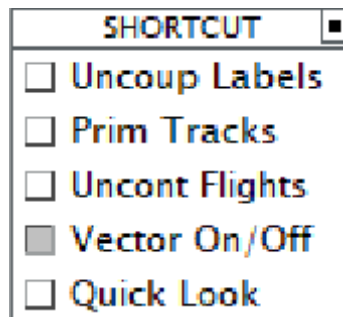 SHORTCUT
Uncoup Labels
Prim Tracks
Uncont Flights
Vector On/Off
Quick Look